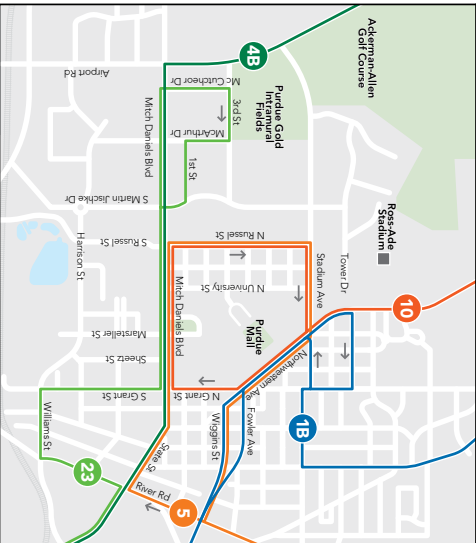 Ackerman-Allen
Golf Course
4B
Airport Rd
Mc Cutcheor Dr
Purdue Gold
Intramural
Fields
3rd St
McArthur Dr
Mitch Daniels Blvd
1st St
S Martin Jischke Dr
Ross-Ade
Stadium
Harrison St
S Russel St
N Russel St
Stadium Ave
Tower Dr
N University St
Mitch Daniels Blvd
10
Purdue
Mall
Marsteller St
Sheetz St
Northwestern Ave
S Grant St
N Grant St
1B
Williams St
State St
Wiggins St
Fowler Ave
23
River Rd
5